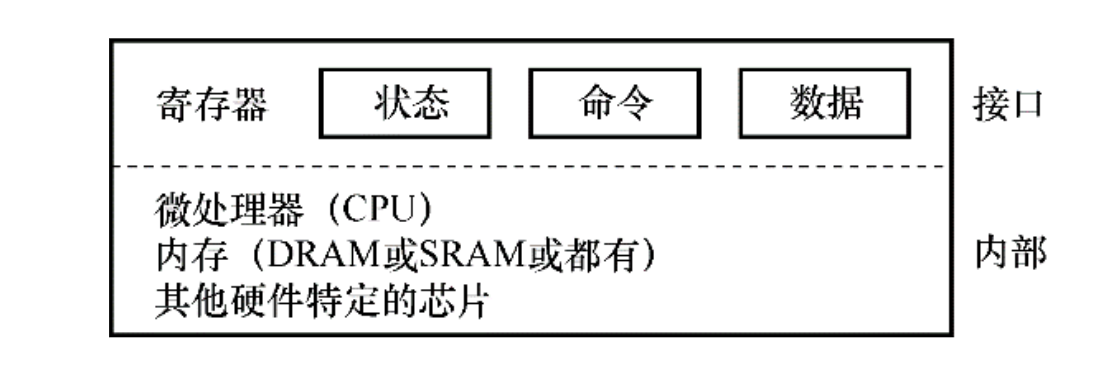 寄存器 状态 命令 数据 接口
微处理器（CPU）
内存（DRAM或SRAM或都有） 内部
其他硬件特定的芯片